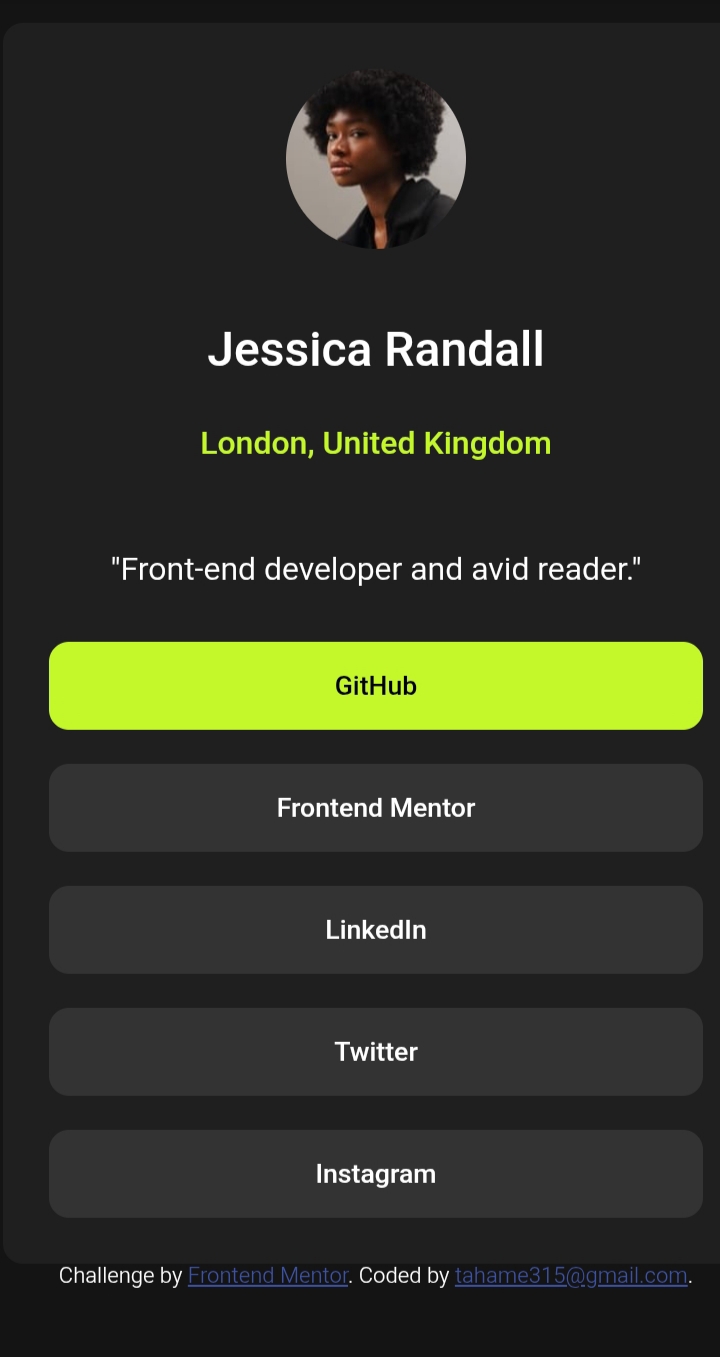 Jessica Randall
London, United Kingdom
"Front-end developer and avid reader."
GitHub
Frontend Mentor
LinkedIn
Twitter
Instagram
Challenge by Frontend Mentor. Coded by tahame315@gmail.com.